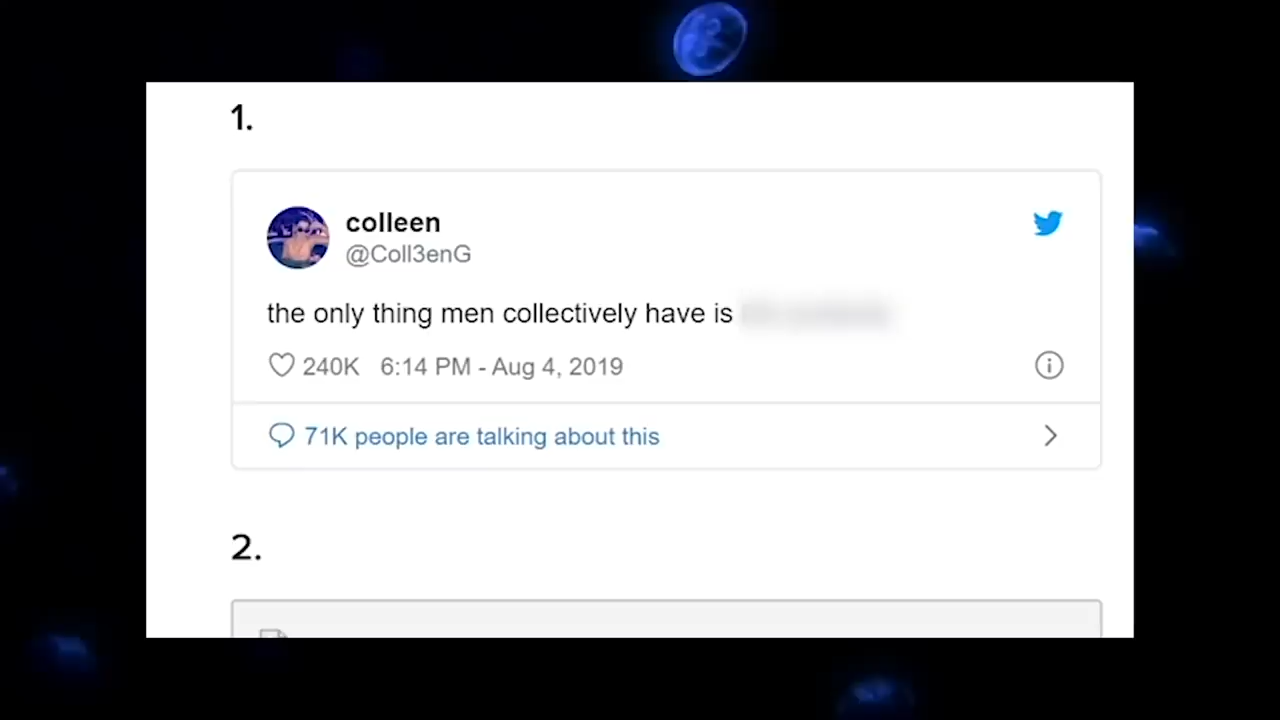 1.
colleen
@Coll3enG
the only thing men collectively have is
240K 6:14 PM - Aug 4, 2019
71K people are talking about this
2.